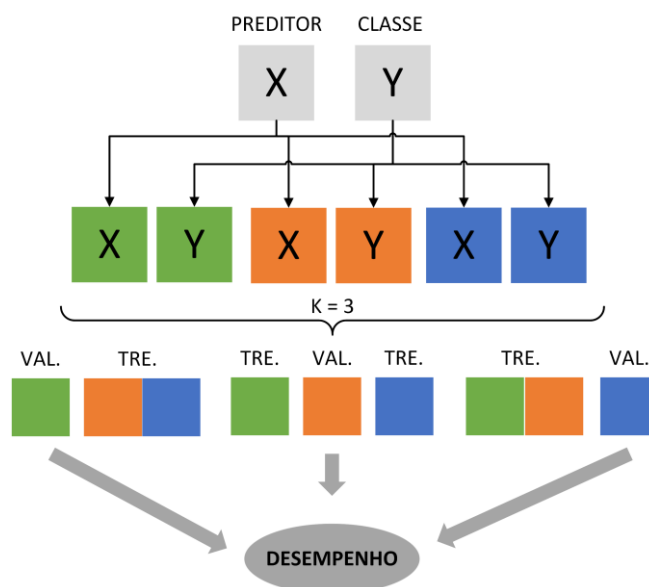 PREDITOR CLASSE
X Y
X Y X Y X Y
K = 3
VAL. TRE. TRE. VAL. TRE. TRE. VAL.
DESEMPENHO